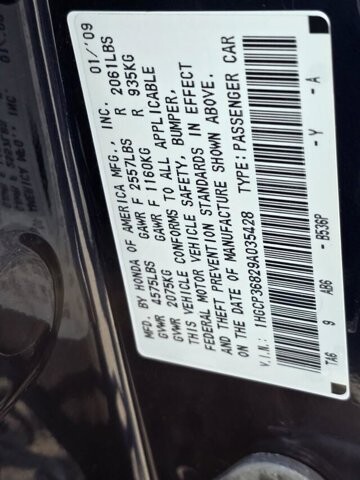 MFD. BY HONDA OF AMERICA MFG., INC. 01/'09
GVWR 4575LBS GAWR F 2557LBS R 2061LBS
GVWR 2075KG GAWR F 1160KG R 935KG
THIS VEHICLE CONFORMS TO ALL APPLICABLE
FEDERAL MOTOR VEHICLE SAFETY, BUMPER,
AND THEFT PREVENTION STANDARDS IN EFFECT
ON THE DATE OF MANUFACTURE SHOWN ABOVE.
V.I.N.: 1HGCP36829A035428 TYPE: PASSENGER CAR
TA6 9 AB6 - B536P - Y - A